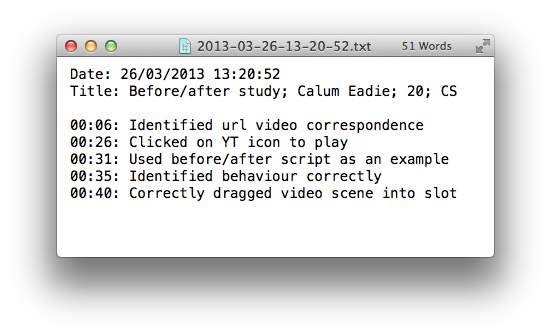 2013-03-26-13-20-52.txt 51 Words
Date: 26/03/2013 13:20:52
Title: Before/after study; Calum Eadie; 20; CS
00:06: Identified url video correspondence
00:26: Clicked on YT icon to play
00:31: Used before/after script as an example
00:35: Identified behaviour correctly
00:40: Correctly dragged video scene into slot